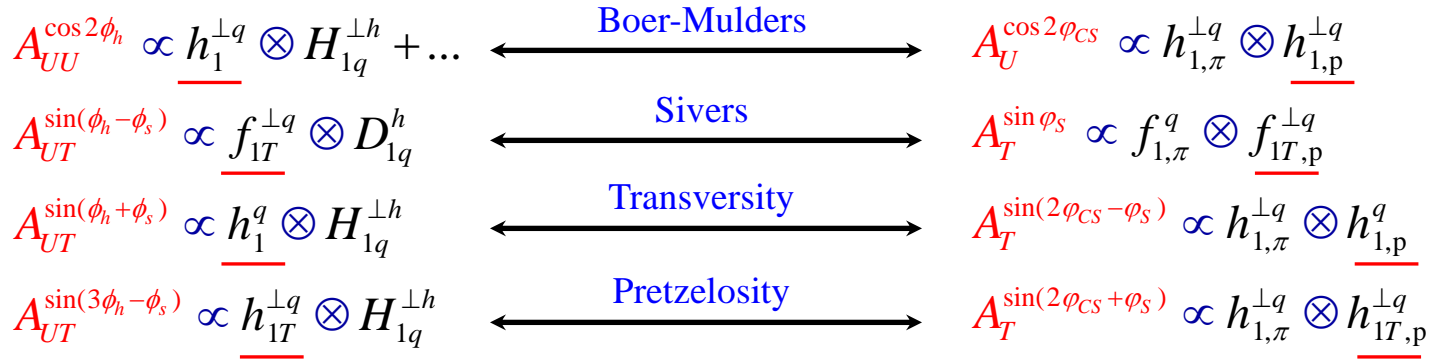 A_{UU}^{cos 2ϕ_h} ∝ h_1^{⊥q} ⊗ H_{1q}^{⊥h} + ... Boer-Mulders A_U^{cos 2φ_{CS}} ∝ h_{1,π}^{⊥q} ⊗ h_{1,p}^{⊥q}
A_{UT}^{sin(ϕ_h−ϕ_s)} ∝ f_{1T}^{⊥q} ⊗ D_{1q}^{h} Sivers A_T^{sin φ_S} ∝ f_{1,π}^{q} ⊗ f_{1T,p}^{⊥q}
A_{UT}^{sin(ϕ_h+ϕ_s)} ∝ h_1^{q} ⊗ H_{1q}^{⊥h} Transversity A_T^{sin(2φ_{CS}−φ_S)} ∝ h_{1,π}^{⊥q} ⊗ h_{1,p}^{q}
A_{UT}^{sin(3ϕ_h−ϕ_s)} ∝ h_{1T}^{⊥q} ⊗ H_{1q}^{⊥h} Pretzelosity A_T^{sin(2φ_{CS}+φ_S)} ∝ h_{1,π}^{⊥q} ⊗ h_{1T,p}^{⊥q}